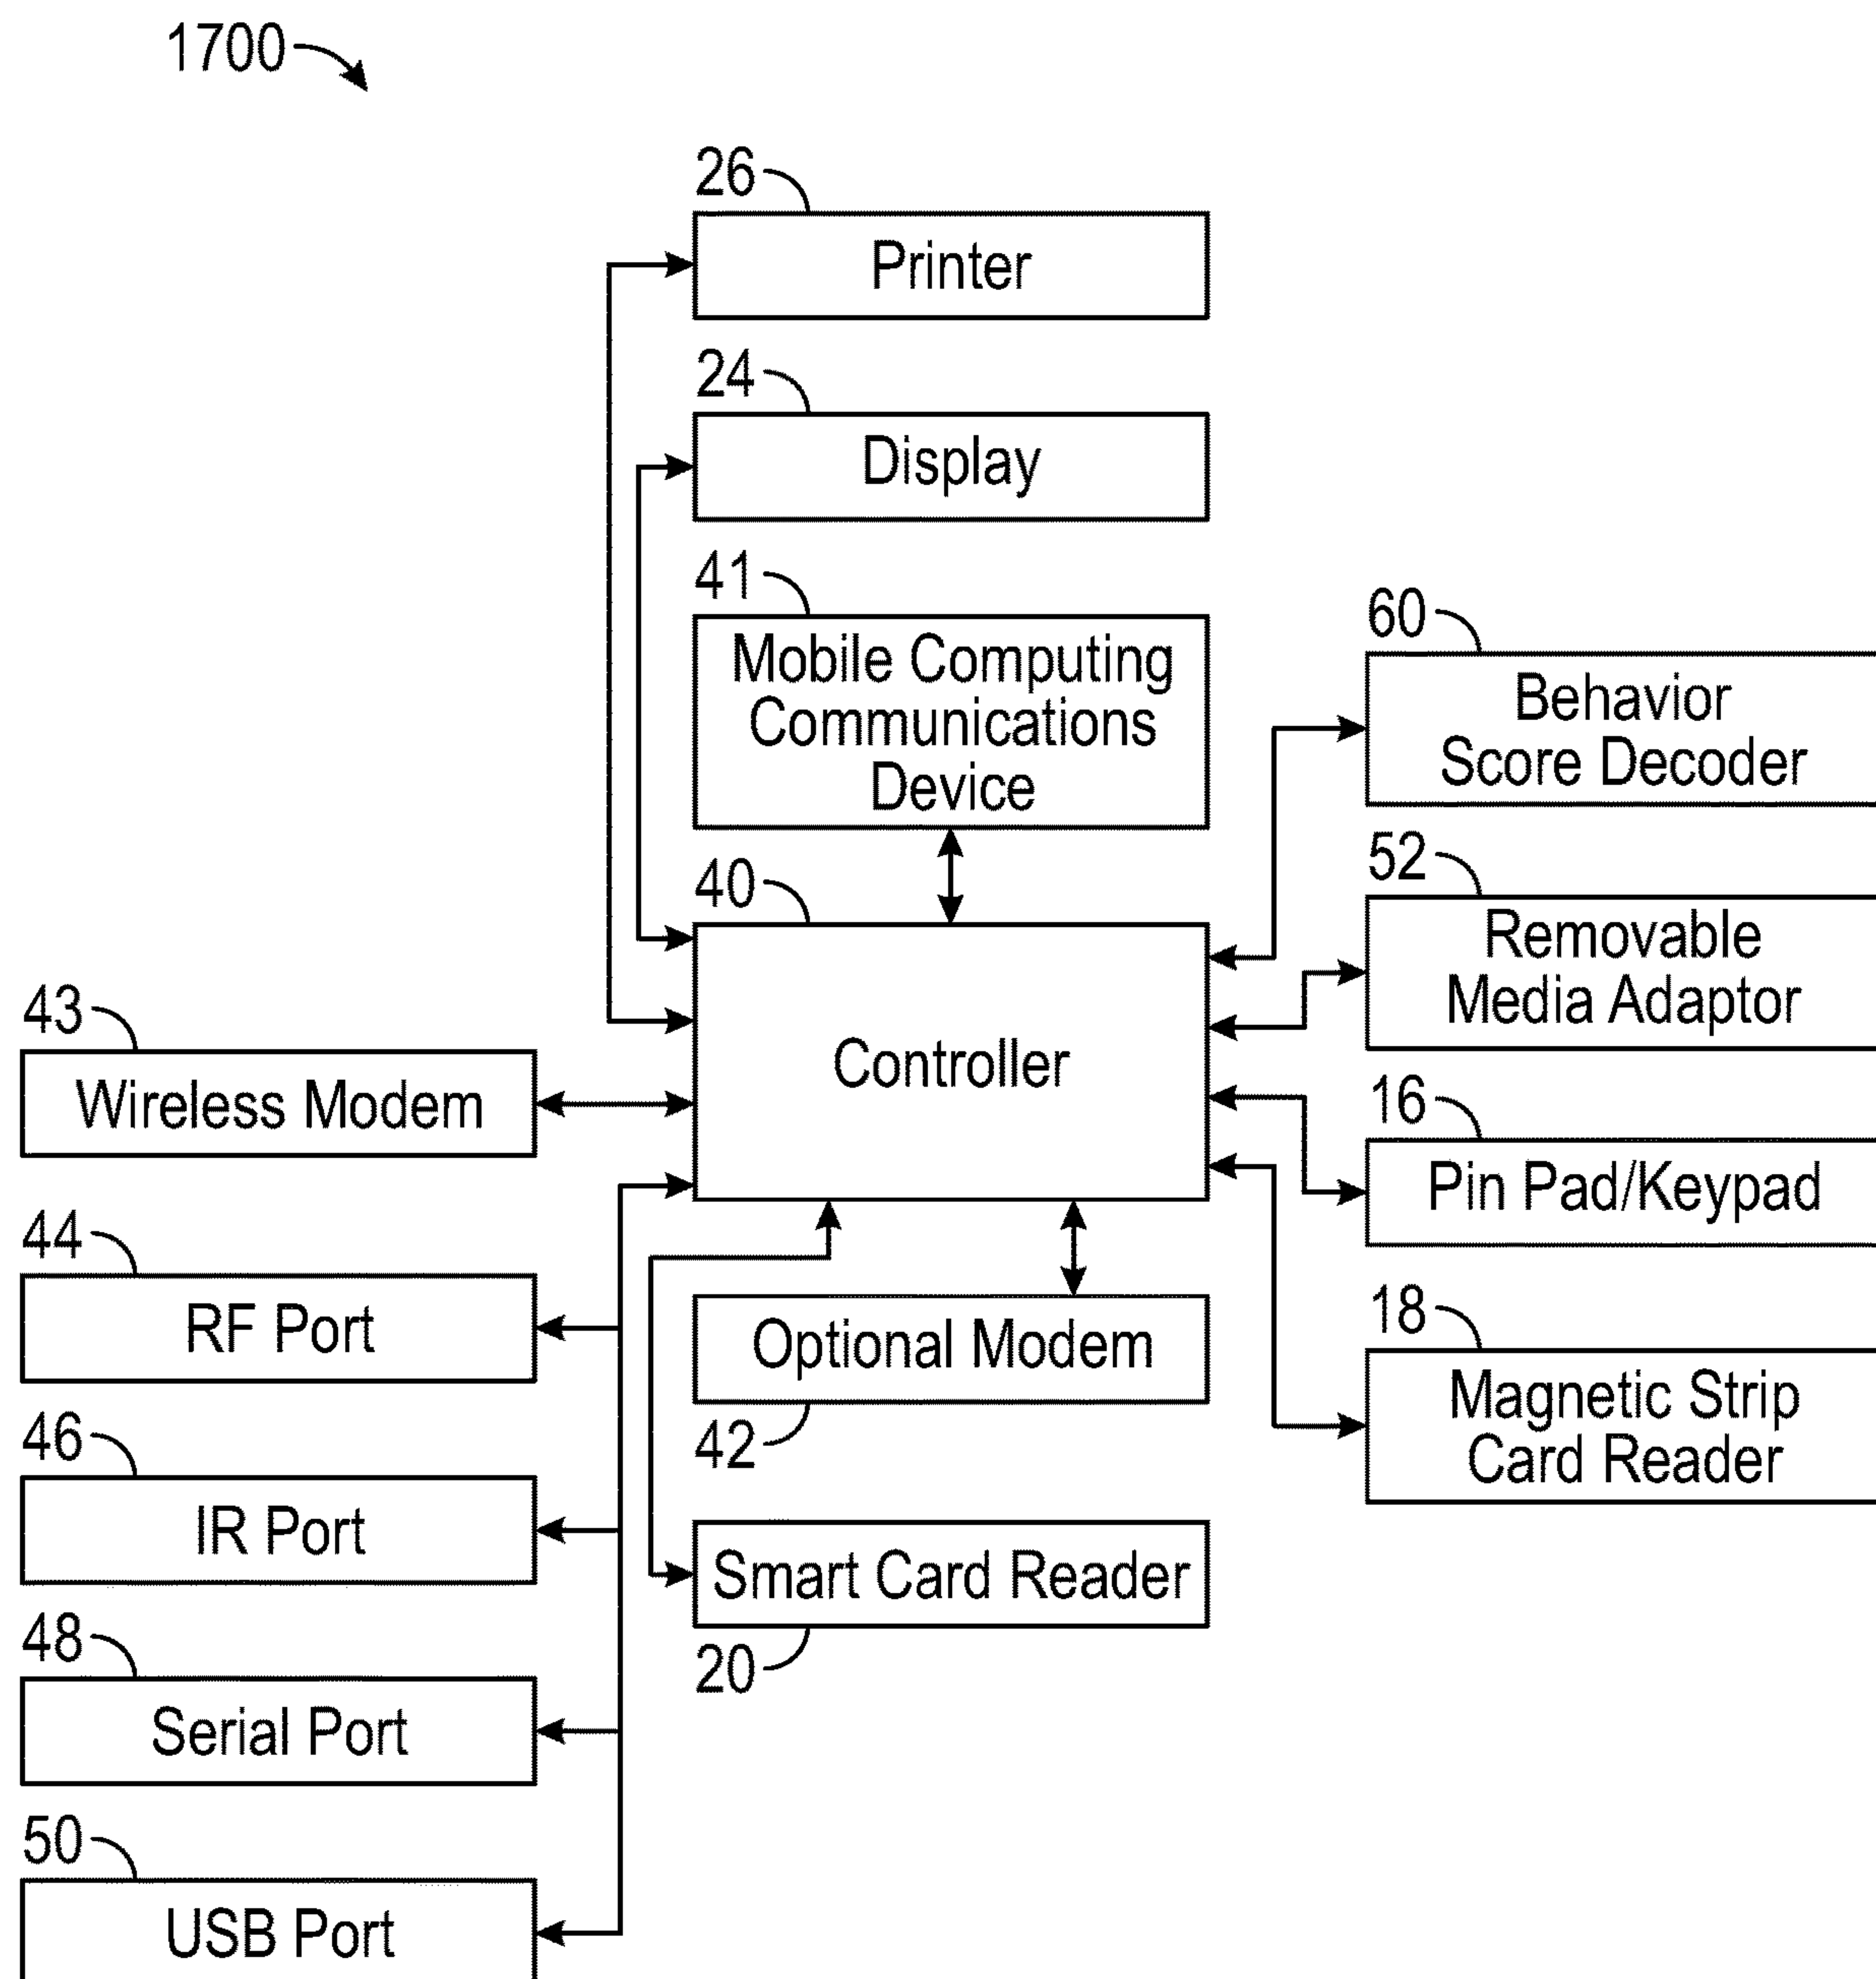 1700
26
Printer
24
Display
41
Mobile Computing
Communications
Device
60
Behavior
Score Decoder
40
Controller
52
Removable
Media Adaptor
43
Wireless Modem
16
Pin Pad/Keypad
44
RF Port
Optional Modem
42
18
Magnetic Strip
Card Reader
46
IR Port
Smart Card Reader
20
48
Serial Port
50
USB Port